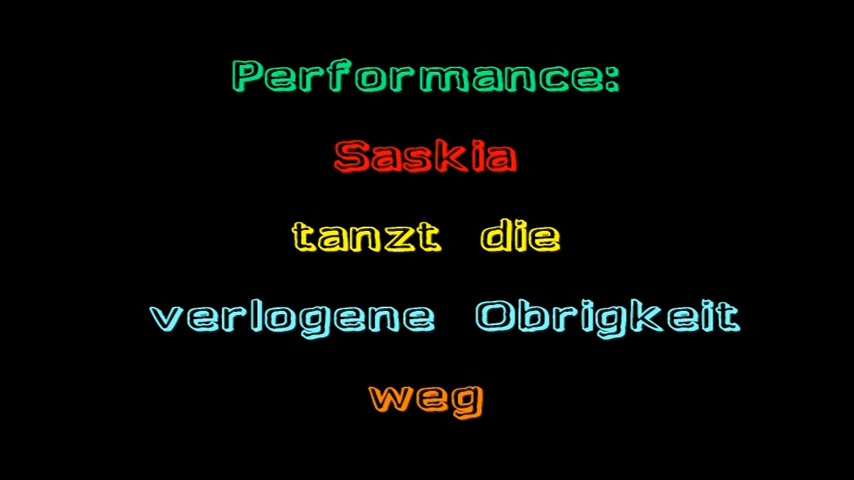 Performance:
Saskia
tanzt die
verlogene Obrigkeit
weg